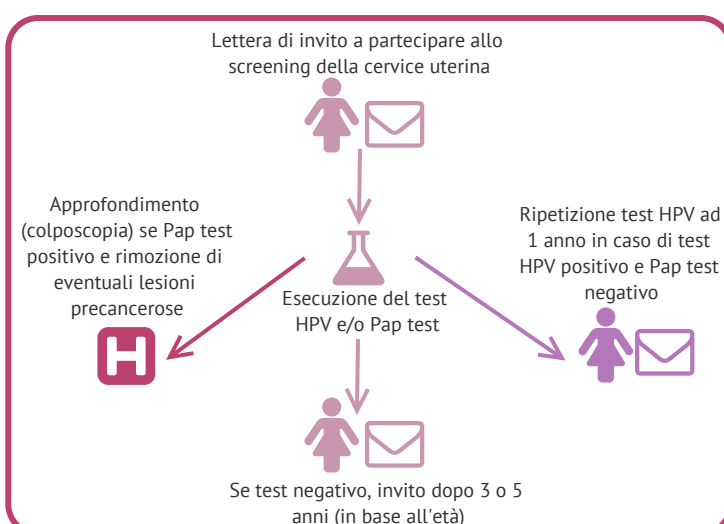 Lettera di invito a partecipare allo
screening della cervice uterina
Approfondimento
(colposcopia) se Pap test
positivo e rimozione di
eventuali lesioni
precancerose
H
Esecuzione del test
HPV e/o Pap test
Ripetizione test HPV ad
1 anno in caso di test
HPV positivo e Pap test
negativo
Se test negativo, invito dopo 3 o 5
anni (in base all'età)